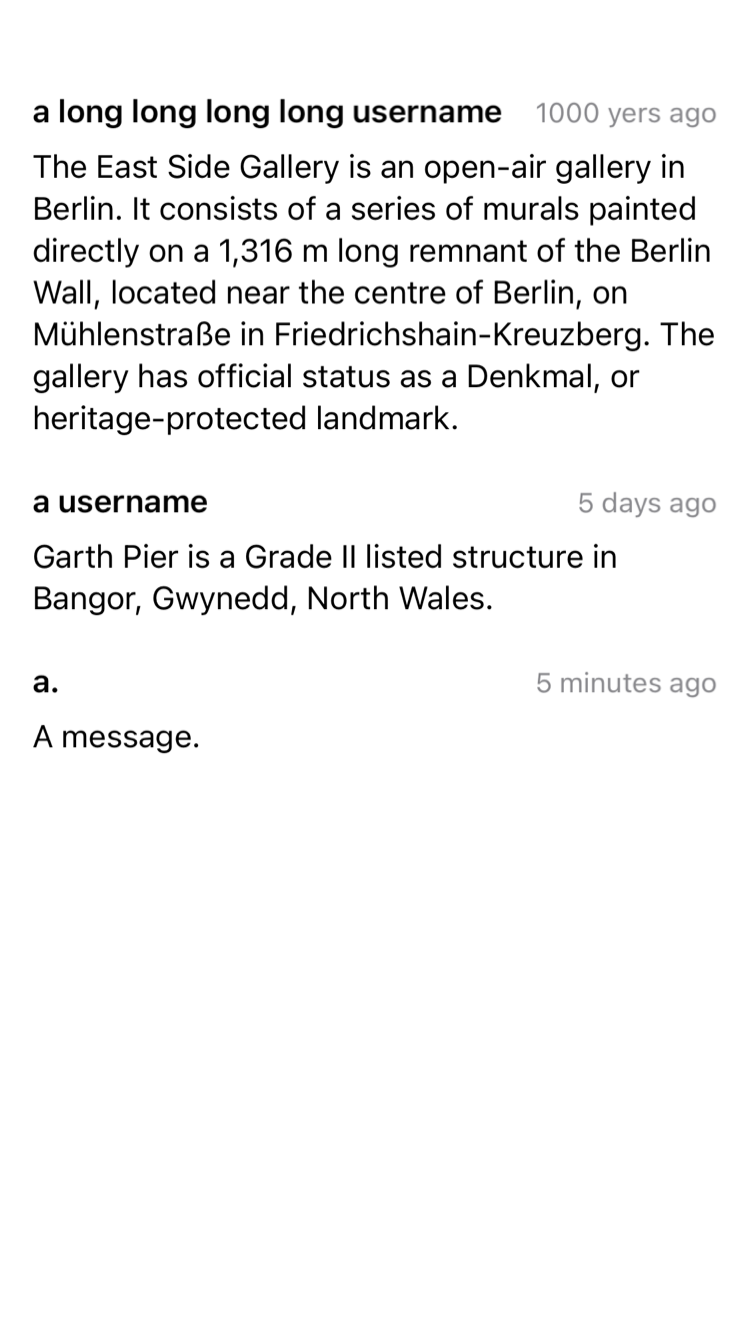 a long long long long username 1000 yers ago
The East Side Gallery is an open-air gallery in
Berlin. It consists of a series of murals painted
directly on a 1,316 m long remnant of the Berlin
Wall, located near the centre of Berlin, on
Mühlenstraße in Friedrichshain-Kreuzberg. The
gallery has official status as a Denkmal, or
heritage-protected landmark.
a username 5 days ago
Garth Pier is a Grade II listed structure in
Bangor, Gwynedd, North Wales.
a. 5 minutes ago
A message.